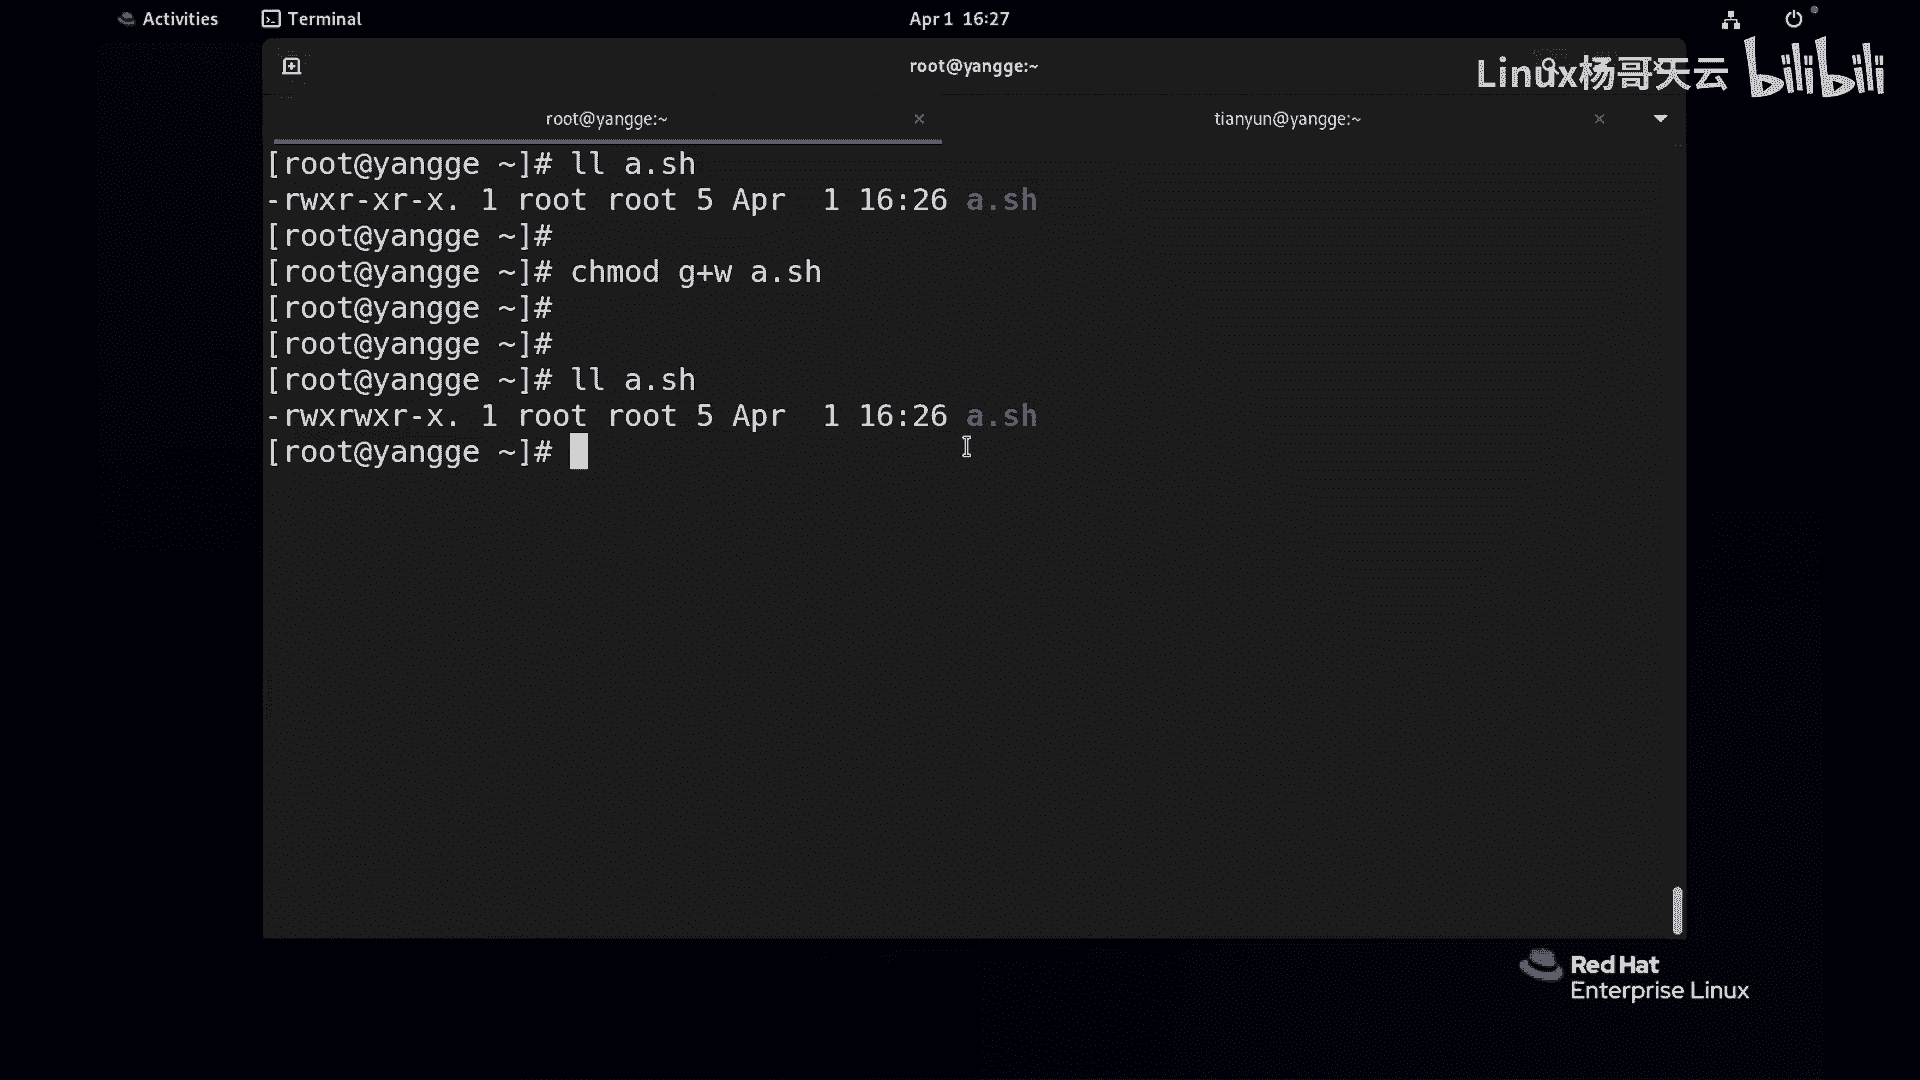 Activities Terminal Apr 1 16:27
root@yangge:~
Linux杨哥天云 bilibili
root@yangge:~ × tianyun@yangge:~ ×
[root@yangge ~]# ll a.sh
-rwxr-xr-x. 1 root root 5 Apr  1 16:26 a.sh
[root@yangge ~]#
[root@yangge ~]# chmod g+w a.sh
[root@yangge ~]#
[root@yangge ~]#
[root@yangge ~]# ll a.sh
-rwxrwxr-x. 1 root root 5 Apr  1 16:26 a.sh
[root@yangge ~]#
Red Hat
Enterprise Linux